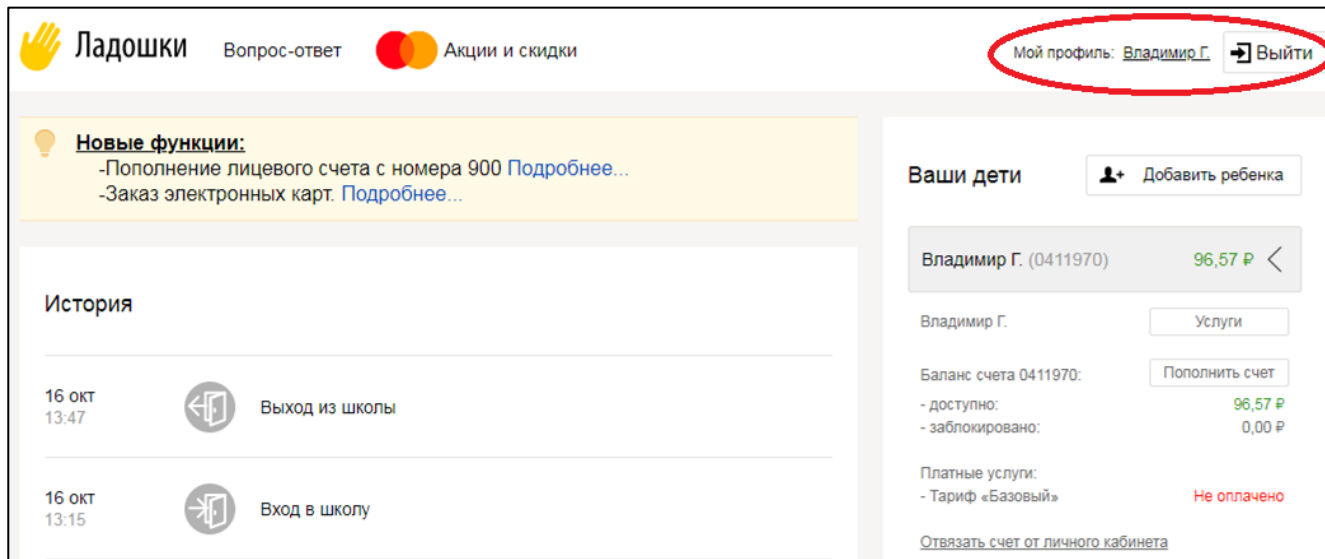 Ладошки
Вопрос-ответ
Акции и скидки
Мой профиль: Владимир Г.
Выйти
Новые функции:
-Пополнение лицевого счета с номера 900 Подробнее...
-Заказ электронных карт. Подробнее...
История
16 окт
13:47
Выход из школы
16 окт
13:15
Вход в школу
Ваши дети
Добавить ребенка
Владимир Г. (0411970) 96,57 ₽
Владимир Г.
Услуги
Баланс счета 0411970:
Пополнить счет
- доступно: 96,57 ₽
- заблокировано: 0,00 ₽
Платные услуги:
- Тариф «Базовый» Не оплачено
Отвязать счет от личного кабинета